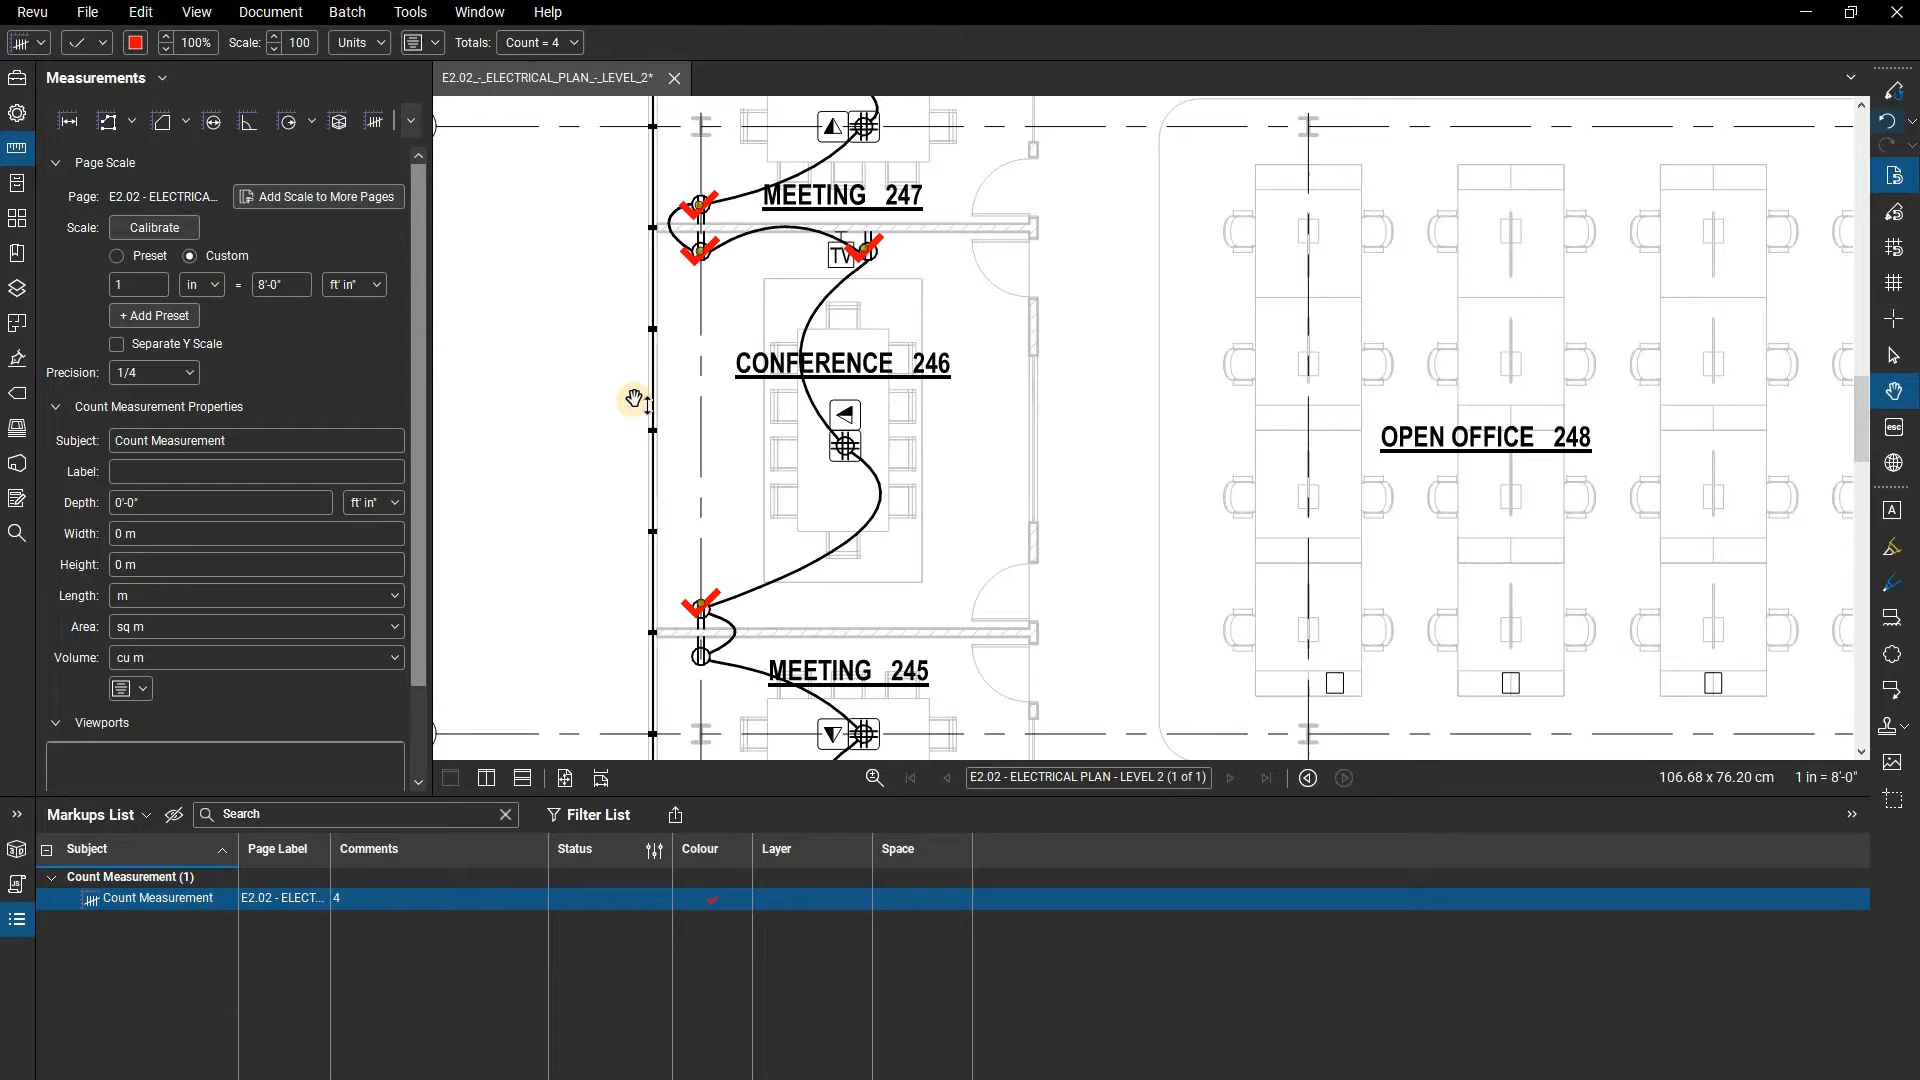 Revu File Edit View Document Batch Tools Window Help
100% Scale: 100 Units Totals: Count = 4
Measurements
E2.02_-_ELECTRICAL_PLAN_-_LEVEL_2*
Page Scale
Page: E2.02 - ELECTRICA... Add Scale to More Pages
Scale: Calibrate
Preset Custom
1 in = 8'-0" ft' in"
+ Add Preset
Separate Y Scale
Precision: 1/4
Count Measurement Properties
Subject: Count Measurement
Label:
Depth: 0'-0" ft' in"
Width: 0 m
Height: 0 m
Length: m
Area: sq m
Volume: cu m
Viewports
MEETING 247
TV
CONFERENCE 246
OPEN OFFICE 248
MEETING 245
esc
A
E2.02 - ELECTRICAL PLAN - LEVEL 2 (1 of 1)
106.68 x 76.20 cm 1 in = 8'-0"
Markups List Search Filter List
Subject Page Label Comments Status Colour Layer Space
Count Measurement (1)
Count Measurement E2.02 - ELECT... 4